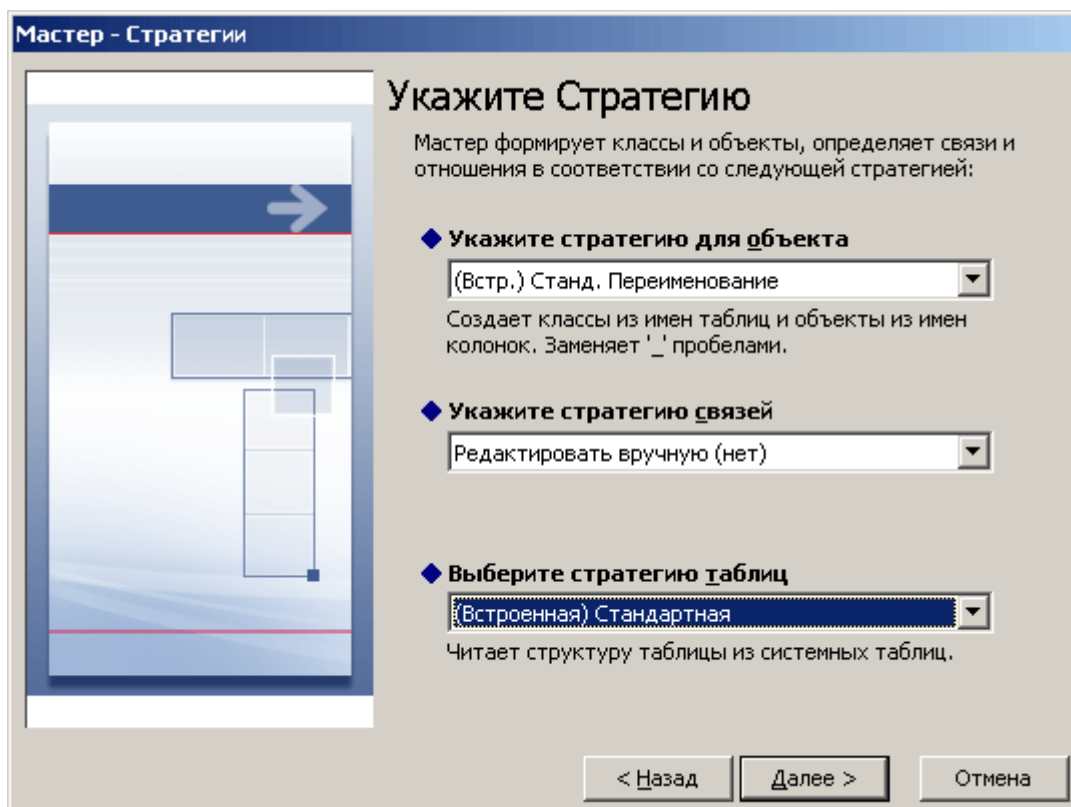 Мастер - Стратегии
Укажите Стратегию
Мастер формирует классы и объекты, определяет связи и
отношения в соответствии со следующей стратегией:
Укажите стратегию для объекта
(Встр.) Станд. Переименование
Создает классы из имен таблиц и объекты из имен
колонок. Заменяет '_' пробелами.
Укажите стратегию связей
Редактировать вручную (нет)
Выберите стратегию таблиц
(Встроенная) Стандартная
Читает структуру таблицы из системных таблиц.
< Назад Далее > Отмена